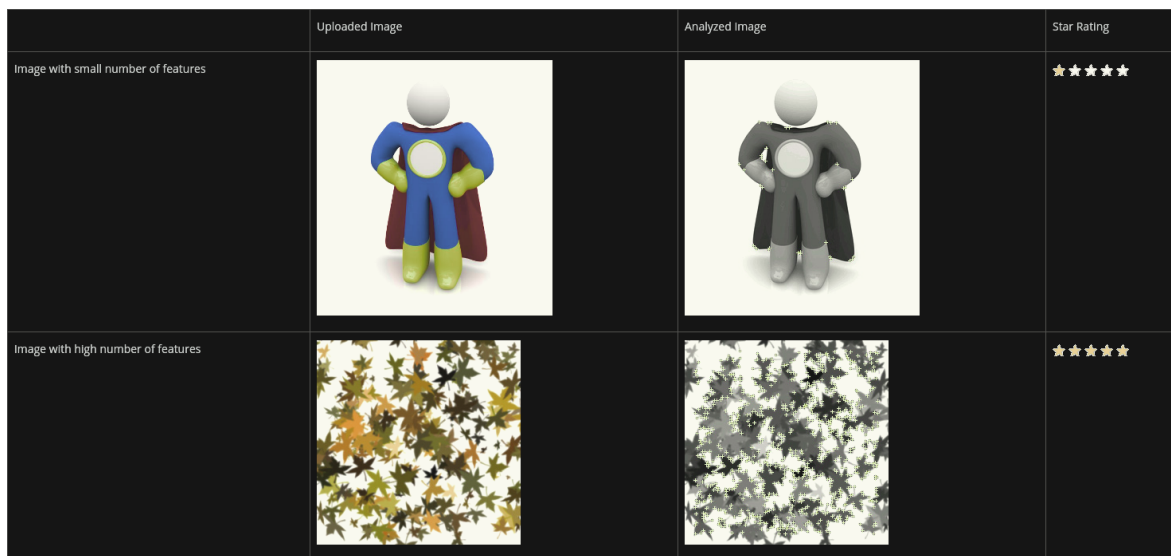 Uploaded Image
Analyzed Image
Star Rating
Image with small number of features
Image with high number of features